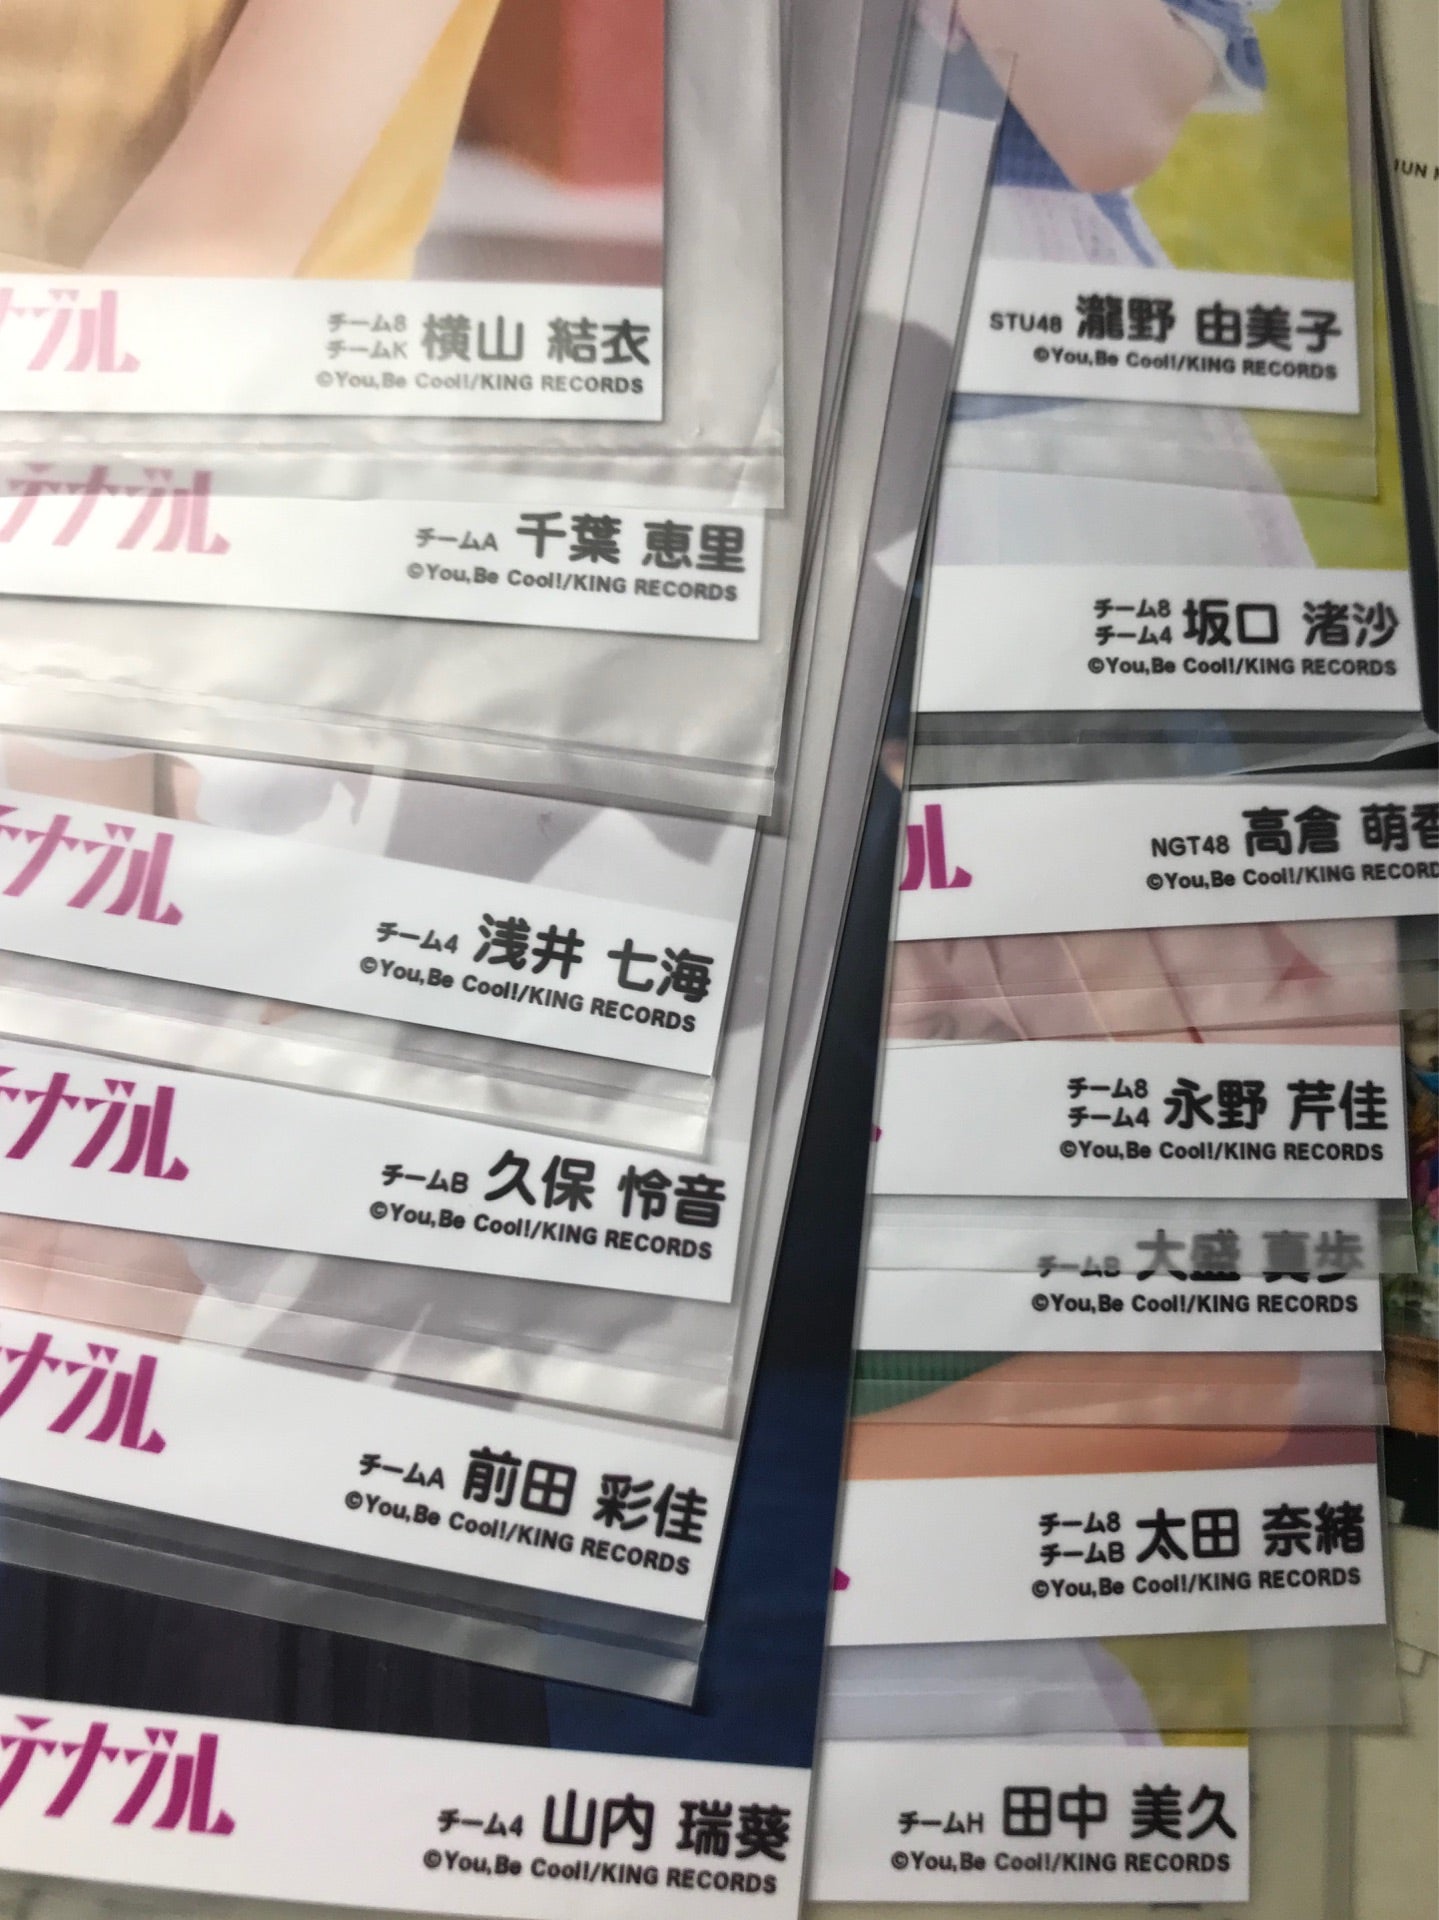 ナブル
チーム8
チームK 横山 結衣
©You,Be Cool!/KING RECORDS
テナブル
チームA 千葉 恵里
©You,Be Cool!/KING RECORDS
テナブル
チーム4 浅井 七海
©You,Be Cool!/KING RECORDS
テナブル
チームB 久保 怜音
©You,Be Cool!/KING RECORDS
ナブル
チームA 前田 彩佳
©You,Be Cool!/KING RECORDS
テナブル
チーム4 山内 瑞葵
©You,Be Cool!/KING RECORDS
STU48 瀧野 由美子
©You,Be Cool!/KING RECORDS
チーム8
チーム4 坂口 渚沙
©You,Be Cool!/KING RECORDS
ル
NGT48 高倉 萌香
©You,Be Cool!/KING RECORD
チーム8
チーム4 永野 芹佳
©You,Be Cool!/KING RECORDS
チームB 大盛 真歩
©You,Be Cool!/KING RECORDS
チーム8
チームB 太田 奈緒
©You,Be Cool!/KING RECORDS
チームH 田中 美久
©You,Be Cool!/KING RECORDS